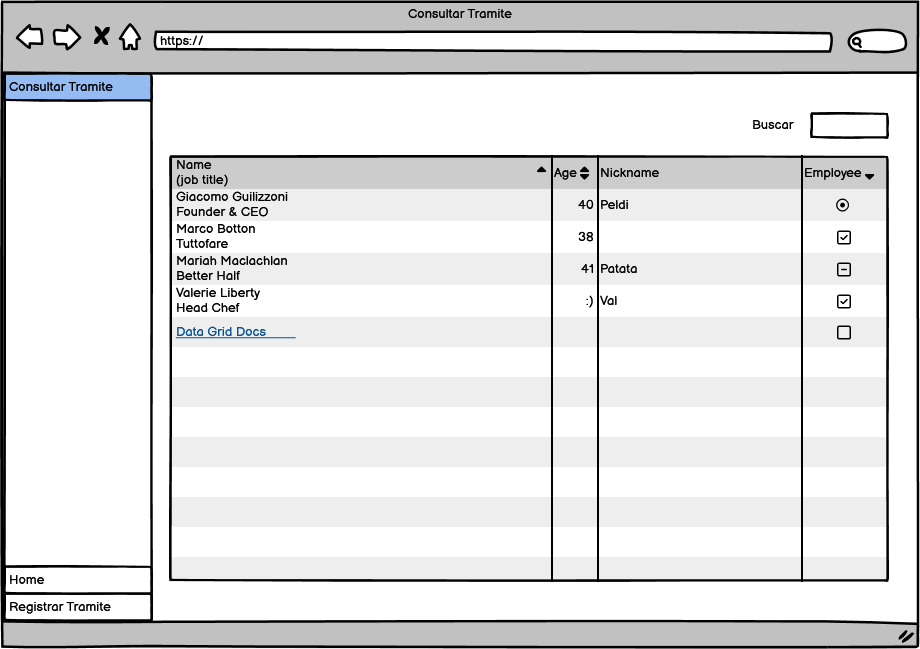 Consultar Tramite
https://
Consultar Tramite
Buscar
Name
(job title)
Age
Nickname
Employee
Giacomo Guilizzoni
Founder & CEO
40
Peldi
Marco Botton
Tuttofare
38
Mariah Maclachlan
Better Half
41
Patata
Valerie Liberty
Head Chef
:)
Val
Data Grid Docs
Home
Registrar Tramite